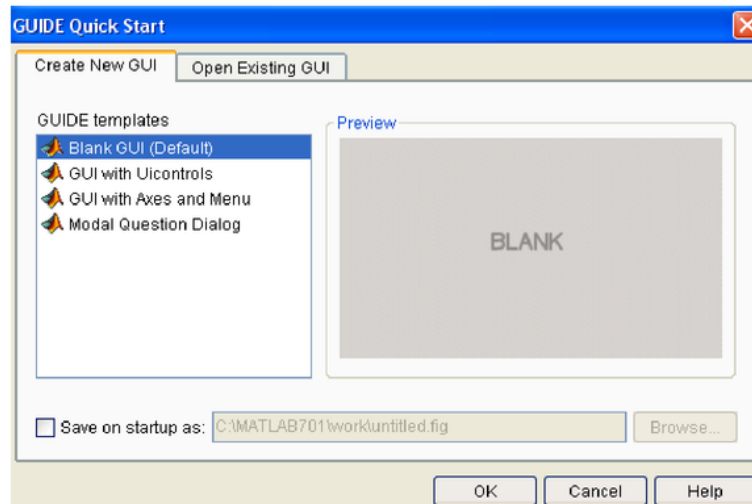 GUIDE Quick Start
Create New GUI
Open Existing GUI
GUIDE templates
Blank GUI (Default)
GUI with Uicontrols
GUI with Axes and Menu
Modal Question Dialog
Preview
BLANK
Save on startup as: C:\MATLAB701\work\untitled.fig Browse...
OK Cancel Help